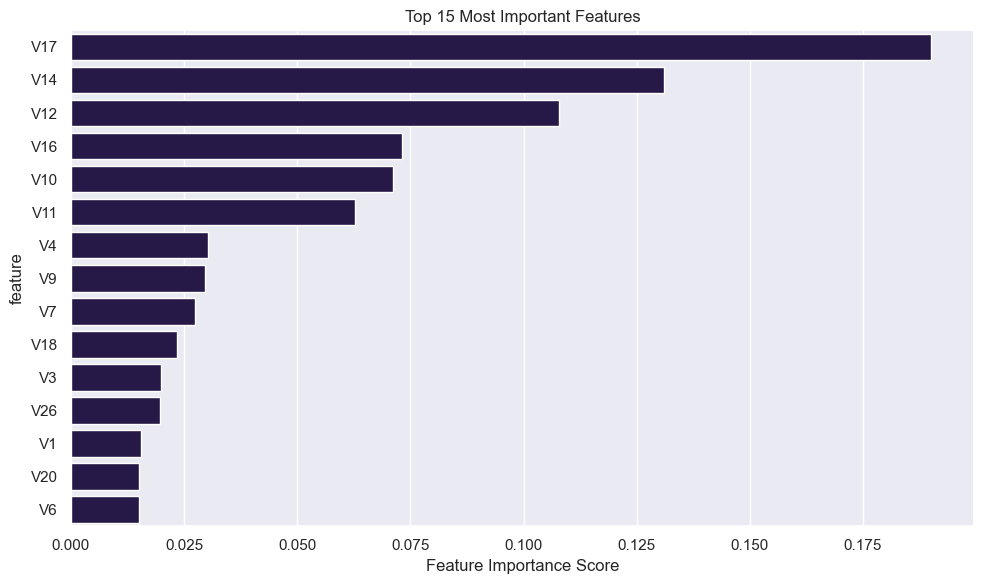 Top 15 Most Important Features
V17
V14
V12
V16
V10
V11
V4
V9
V7
V18
V3
V26
V1
V20
V6
feature
0.000 0.025 0.050 0.075 0.100 0.125 0.150 0.175
Feature Importance Score